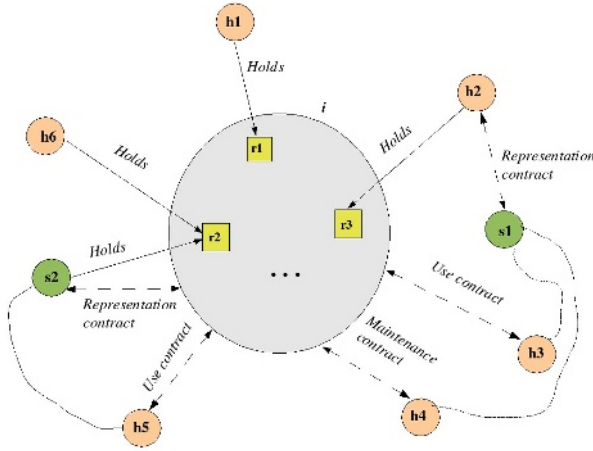 h1
Holds
i
h2
h6
Holds
r1
Holds
Representation
contract
r2
r3
s1
Holds
s2
...
Use contract
Representation
contract
Use contract
Maintenance
contract
h3
h4
h5